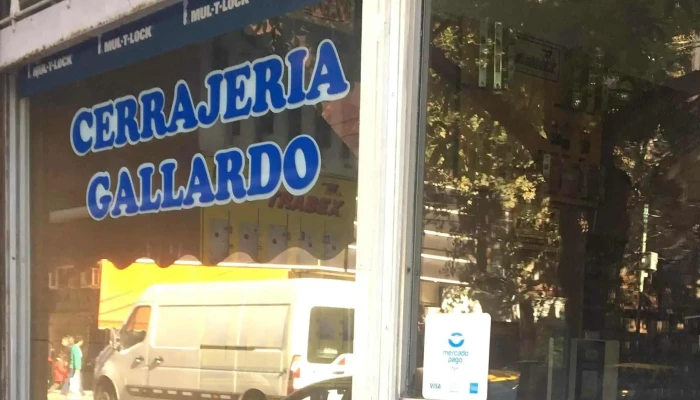 MUL-T-LOCK
MUL-T-LOCK
MUL-T-LOCK
CERRAJERIA
GALLARDO
TRABEX
mercado
pago
VISA